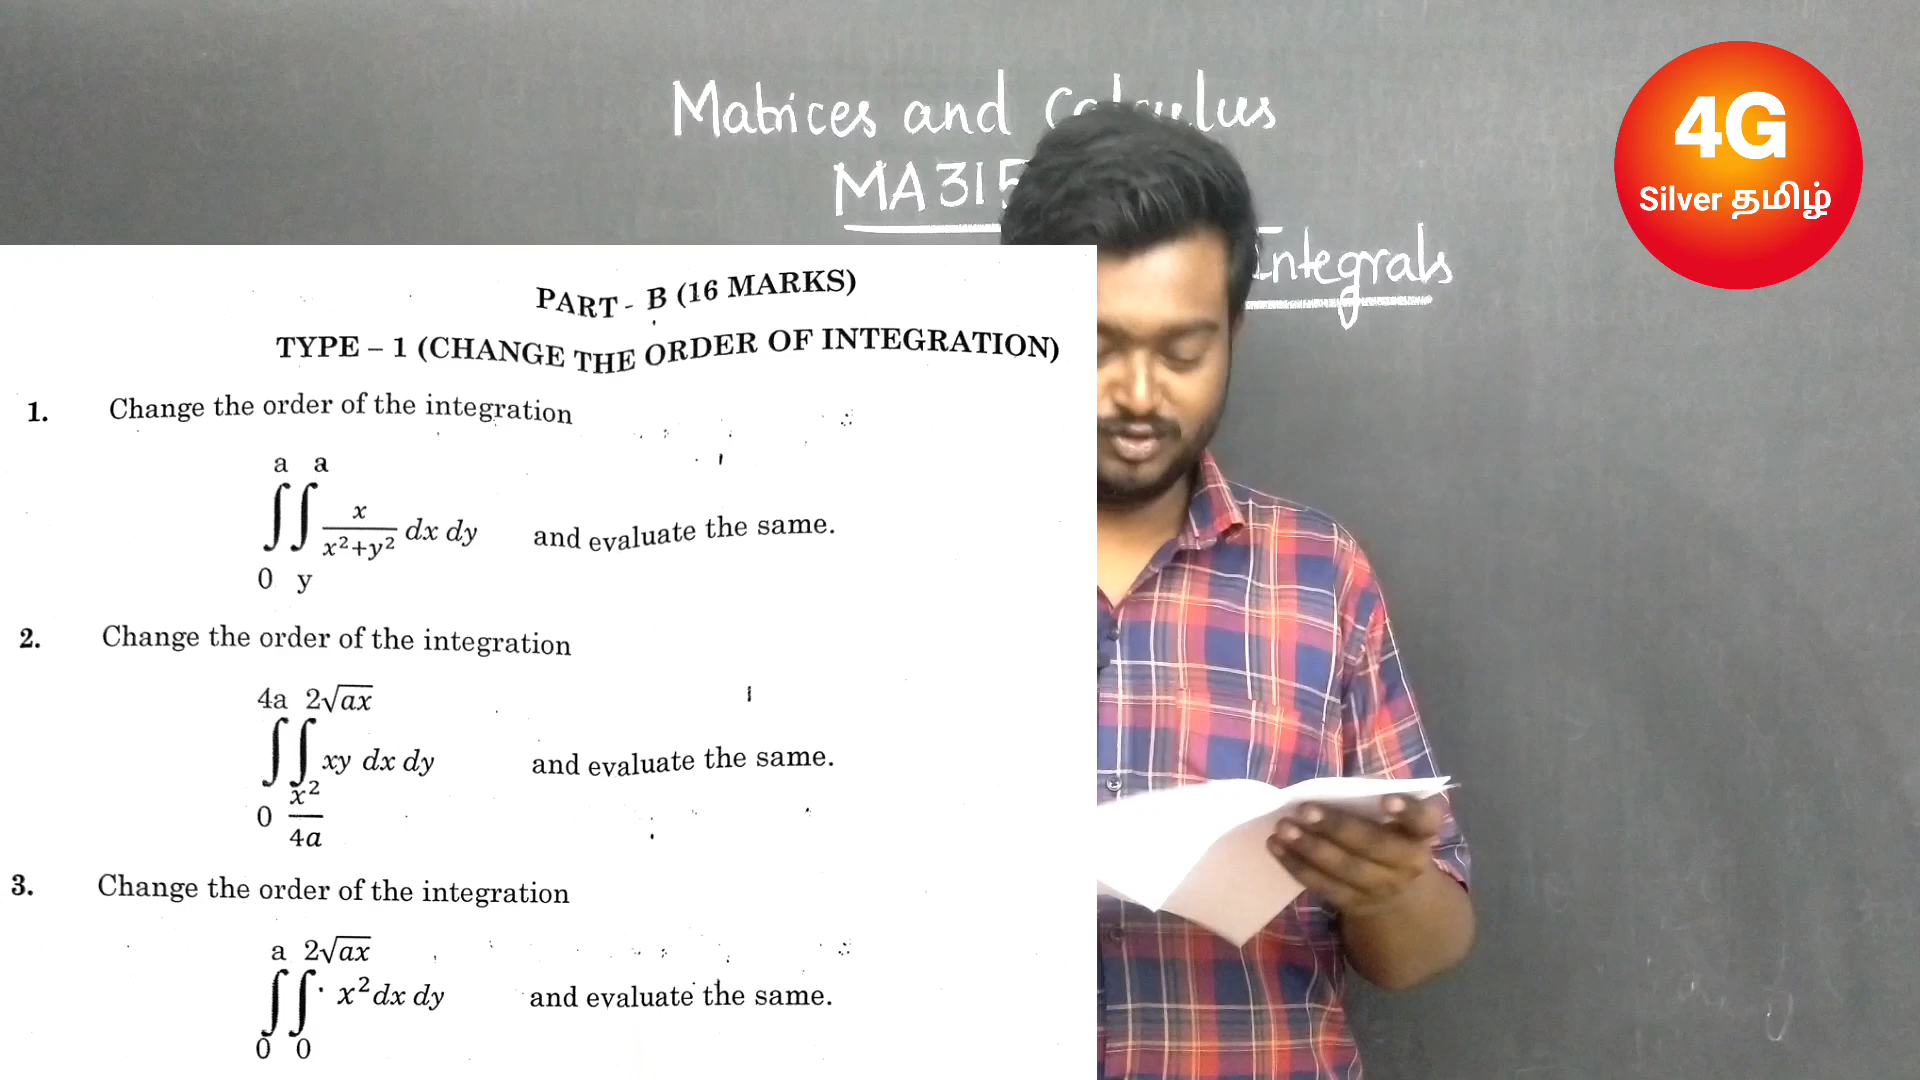 Matrices and Calculus
MA315
Integrals
4G
Silver தமிழ்
PART - B (16 MARKS)
TYPE – 1 (CHANGE THE ORDER OF INTEGRATION)
1. Change the order of the integration
a a
∫∫ x/(x²+y²) dx dy and evaluate the same.
0 y
2. Change the order of the integration
4a 2√ax
∫∫ xy dx dy and evaluate the same.
0 x²/4a
3. Change the order of the integration
a 2√ax
∫∫ x² dx dy and evaluate the same.
0 0